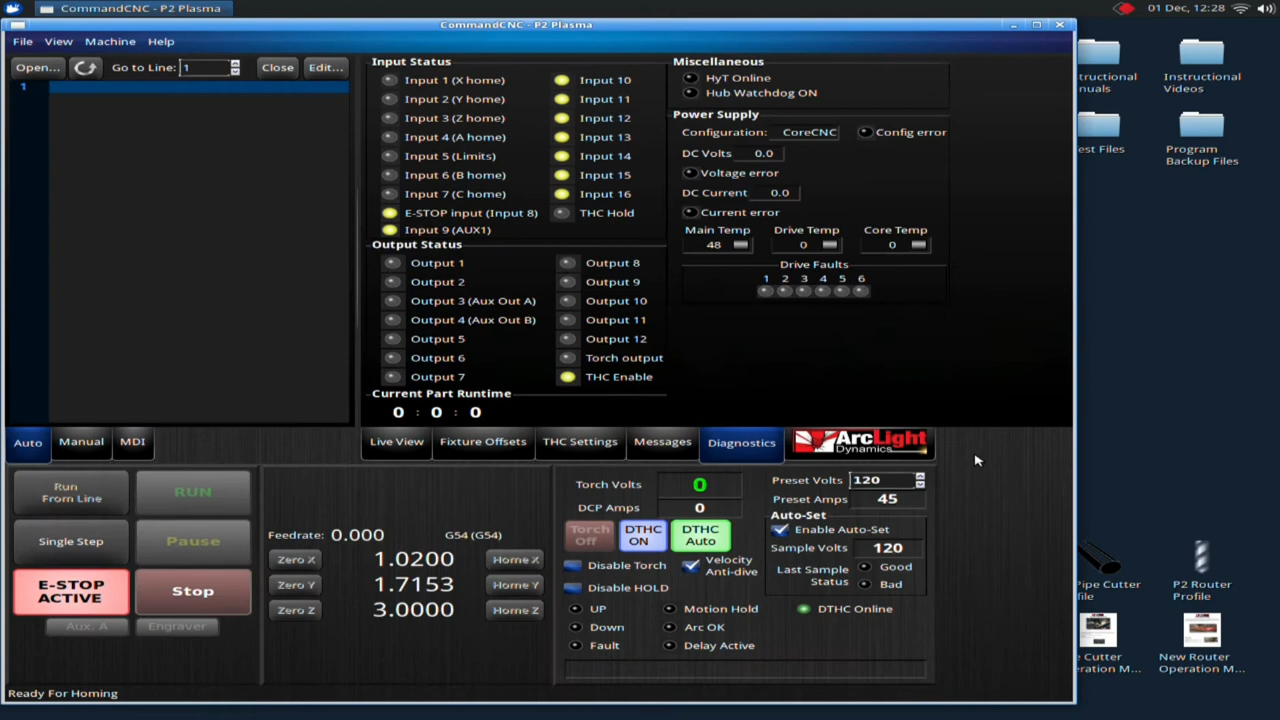 CommandCNC - P2 Plasma
01 Dec, 12:28
CommandCNC - P2 Plasma
File View Machine Help
Open... Go to Line: 1 Close Edit...
1
Input Status
Input 1 (X home) Input 10
Input 2 (Y home) Input 11
Input 3 (Z home) Input 12
Input 4 (A home) Input 13
Input 5 (Limits) Input 14
Input 6 (B home) Input 15
Input 7 (C home) Input 16
E-STOP input (Input 8) THC Hold
Input 9 (AUX1)
Output Status
Output 1 Output 8
Output 2 Output 9
Output 3 (Aux Out A) Output 10
Output 4 (Aux Out B) Output 11
Output 5 Output 12
Output 6 Torch output
Output 7 THC Enable
Current Part Runtime
0 : 0 : 0
Miscellaneous
HyT Online
Hub Watchdog ON
Power Supply
Configuration: CoreCNC Config error
DC Volts 0.0
Voltage error
DC Current 0.0
Current error
Main Temp Drive Temp Core Temp
48 0 0
Drive Faults
1 2 3 4 5 6
Auto Manual MDI
Live View Fixture Offsets THC Settings Messages Diagnostics
ArcLight
Dynamics
Run
From Line
RUN
Single Step
Pause
E-STOP
ACTIVE
Stop
Aux. A Engraver
Feedrate: 0.000 G54 (G54)
Zero X 1.0200 Home X
Zero Y 1.7153 Home Y
Zero Z 3.0000 Home Z
Torch Volts 0
DCP Amps 0
Torch
Off
DTHC
ON
DTHC
Auto
Disable Torch
Velocity
Anti-dive
Disable HOLD
UP Motion Hold DTHC Online
Down Arc OK
Fault Delay Active
Preset Volts 120
Preset Amps 45
Auto-Set
Enable Auto-Set
Sample Volts 120
Last Sample
Status
Good
Bad
Ready For Homing
Instructional
Videos
Program
Backup Files
P2 Router
Profile
New Router
Operation M...